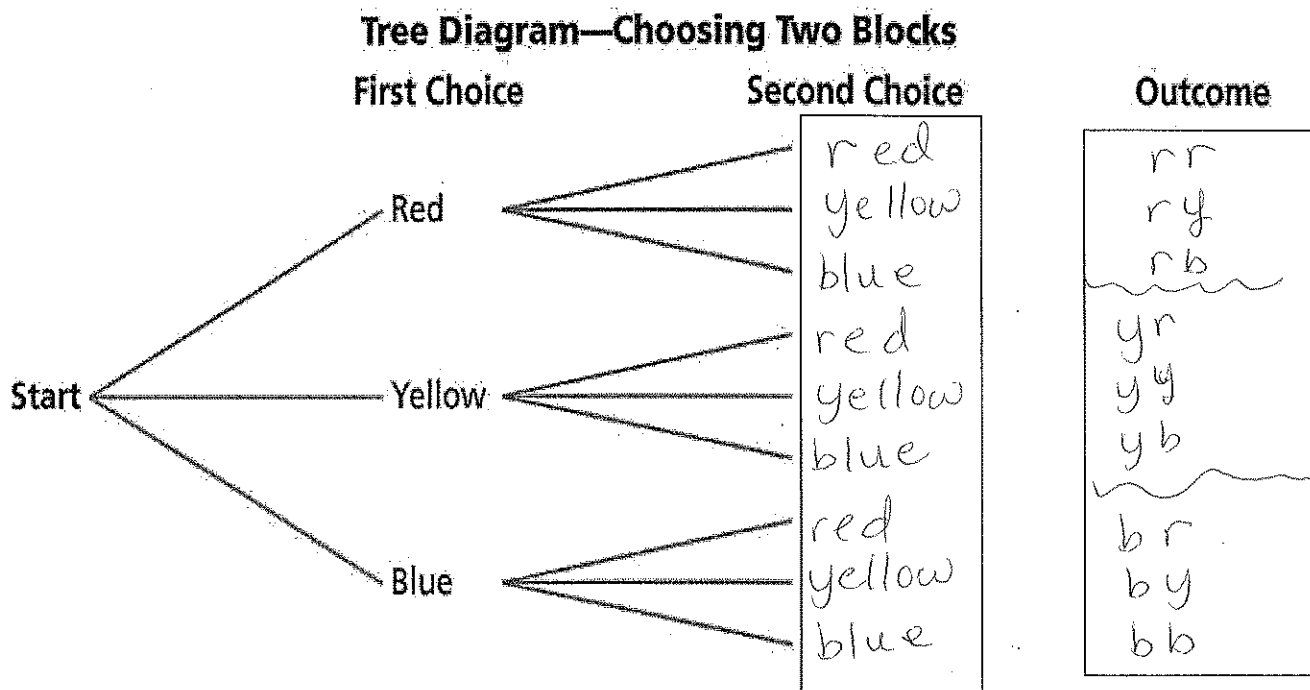 Tree Diagram—Choosing Two Blocks
First Choice Second Choice Outcome
red rr
Red yellow ry
blue rb
red yr
Start Yellow yellow yy
blue yb
red br
Blue yellow by
blue bb